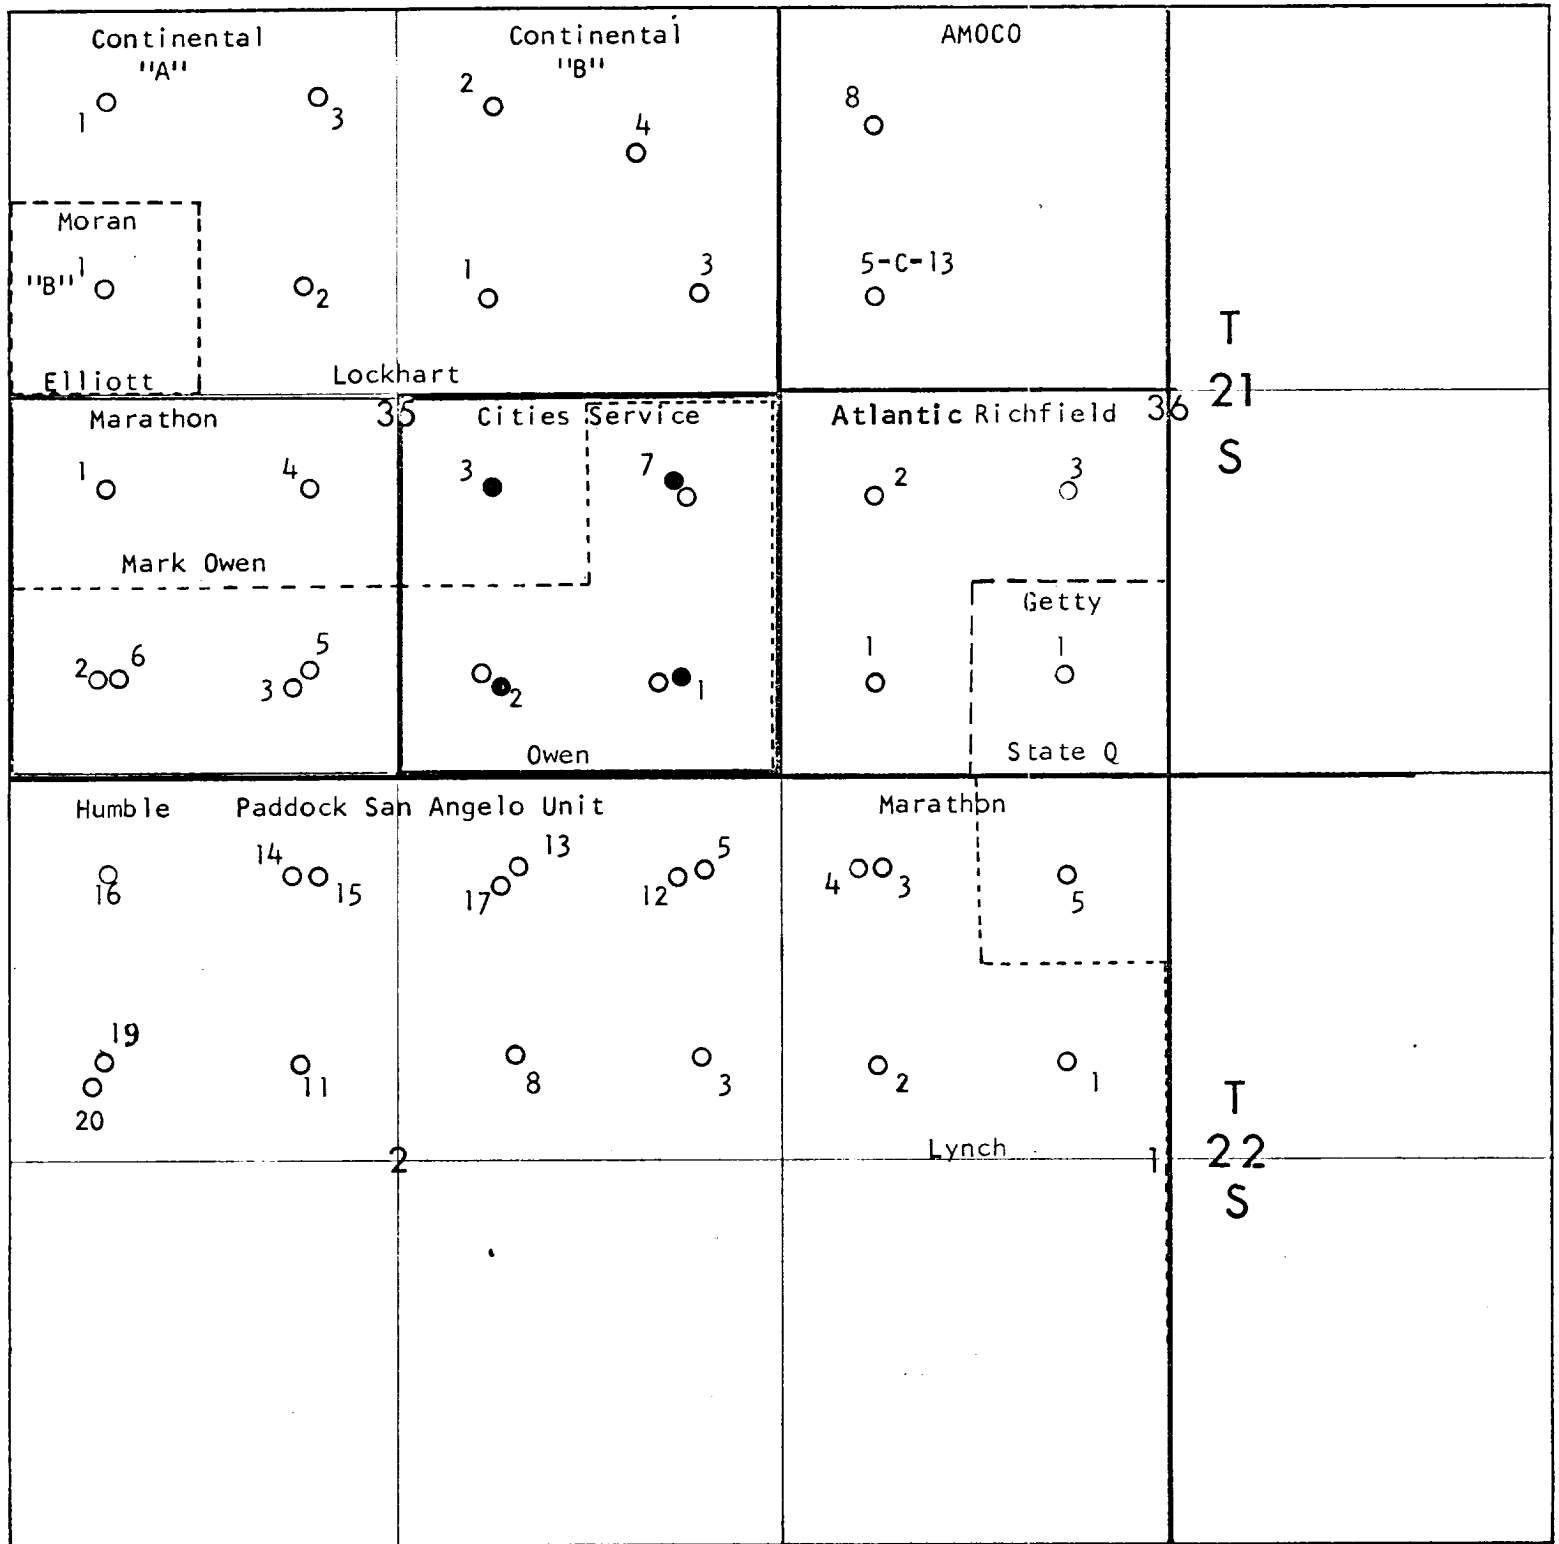 Continental
"A"
1
3
Continental
"B"
2
4
AMOCO
8
Moran
"B" 1
Elliott
2
1
3
5-C-13
Lockhart
T
21
S
Marathon
35
1
4
Mark Owen
2 6
3 5
Cities Service
3
7
2
1
Owen
Atlantic Richfield
36
2
3
1
Getty
1
State Q
Humble Paddock San Angelo Unit
16
14 15
17 13
12 5
19
20
11
8
3
Marathon
4 3
5
2
1
Lynch
2
1
T
22
S